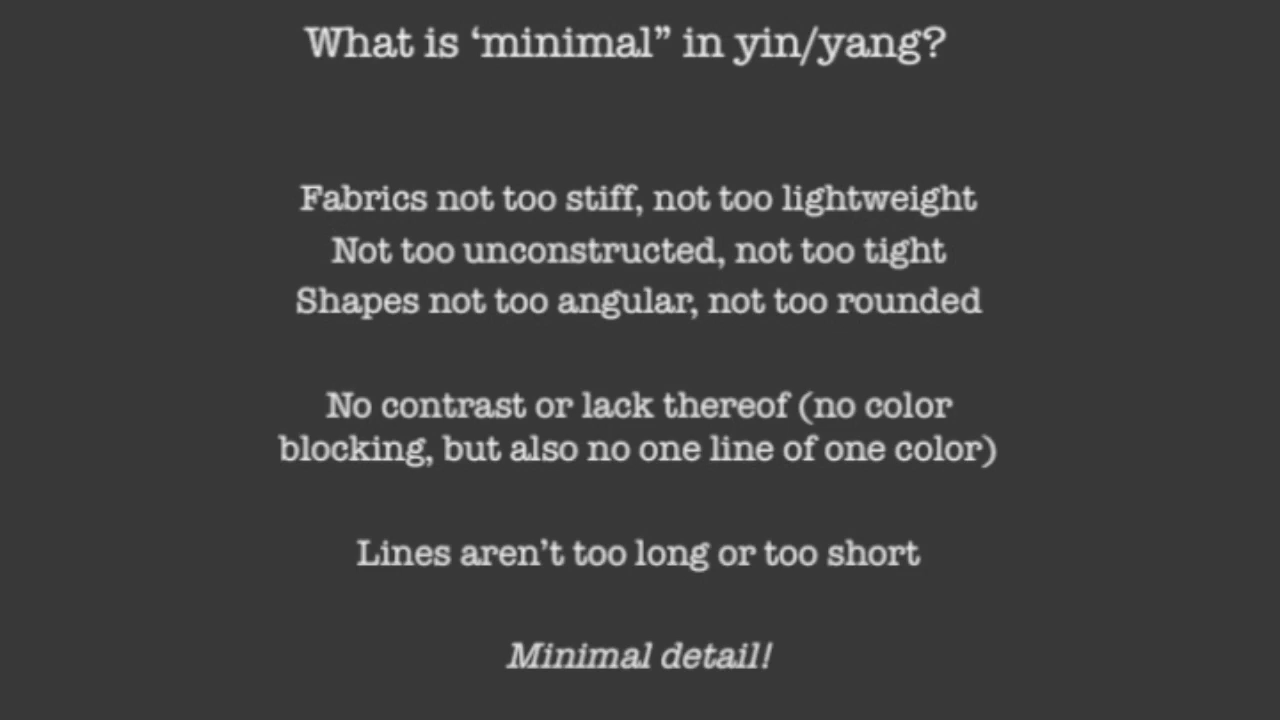 What is ‘minimal” in yin/yang?
Fabrics not too stiff, not too lightweight
Not too unconstructed, not too tight
Shapes not too angular, not too rounded
No contrast or lack thereof (no color
blocking, but also no one line of one color)
Lines aren’t too long or too short
Minimal detail!